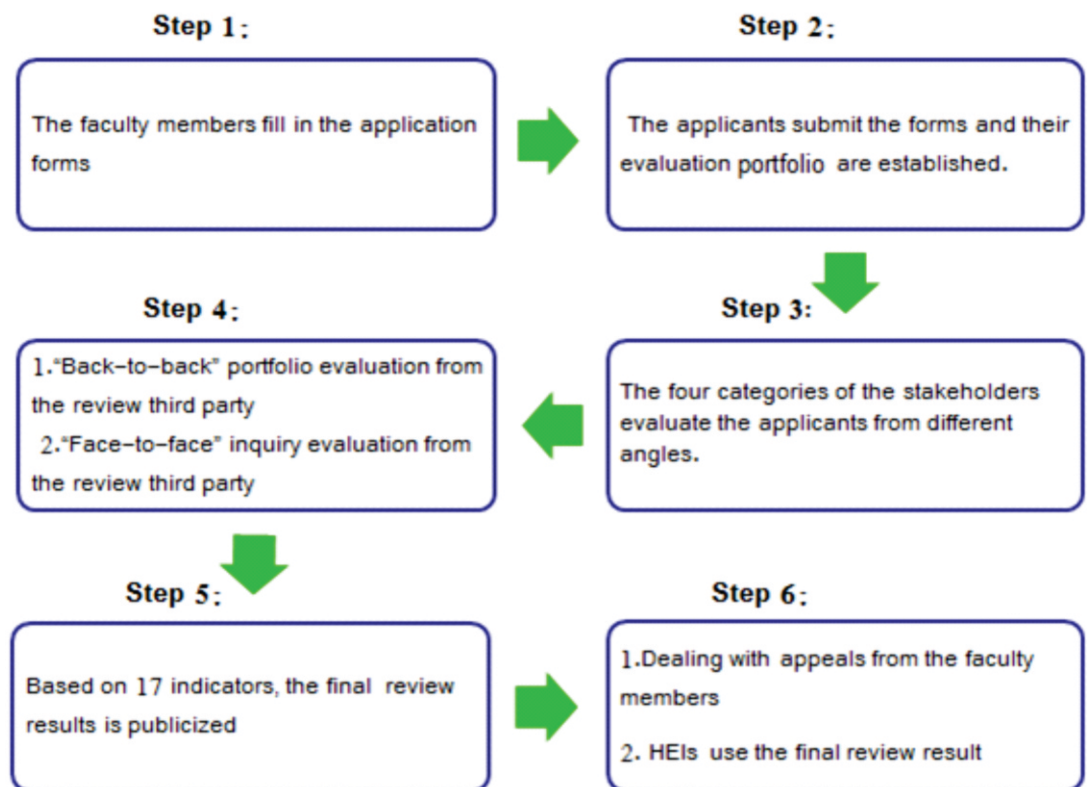 Step 1:
The faculty members fill in the application
forms
Step 2:
The applicants submit the forms and their
evaluation portfolio are established.
Step 3:
The four categories of the stakeholders
evaluate the applicants from different
angles.
Step 4:
1."Back-to-back" portfolio evaluation from
the review third party
2."Face-to-face" inquiry evaluation from
the review third party
Step 5:
Based on 17 indicators, the final review
results is publicized
Step 6:
1.Dealing with appeals from the faculty
members
2. HEIs use the final review result